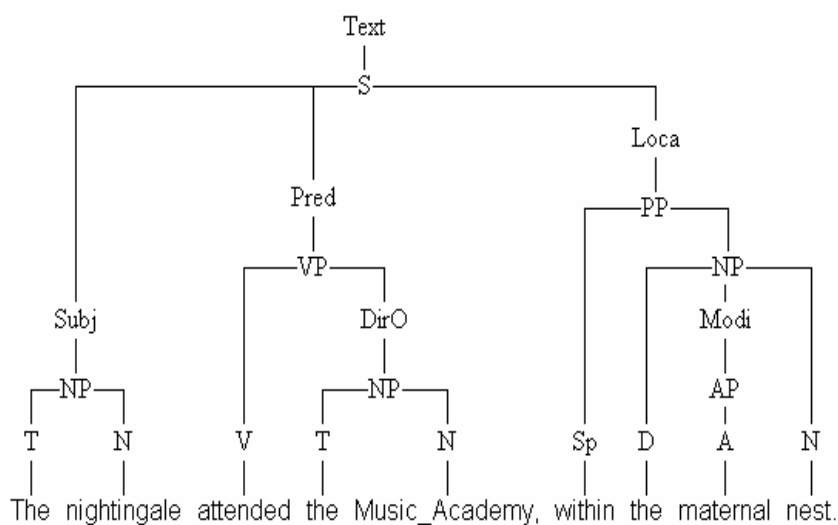 Text
S
Loca
Pred
PP
VP
NP
Subj
DirO
Modi
NP
NP
AP
T N V T N Sp D A N
The nightingale attended the Music_Academy, within the maternal nest.